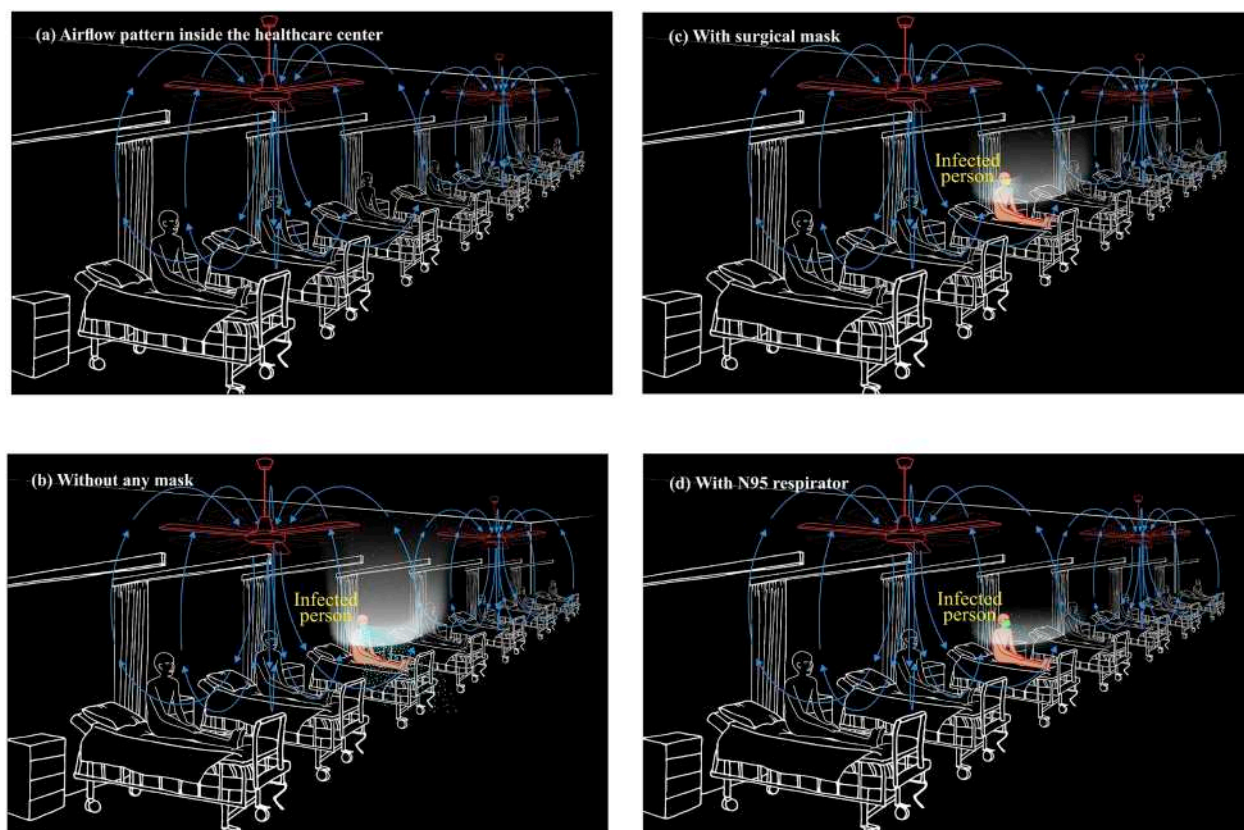 (a) Airflow pattern inside the healthcare center
(c) With surgical mask
Infected
person
(b) Without any mask
Infected
person
(d) With N95 respirator
Infected
person